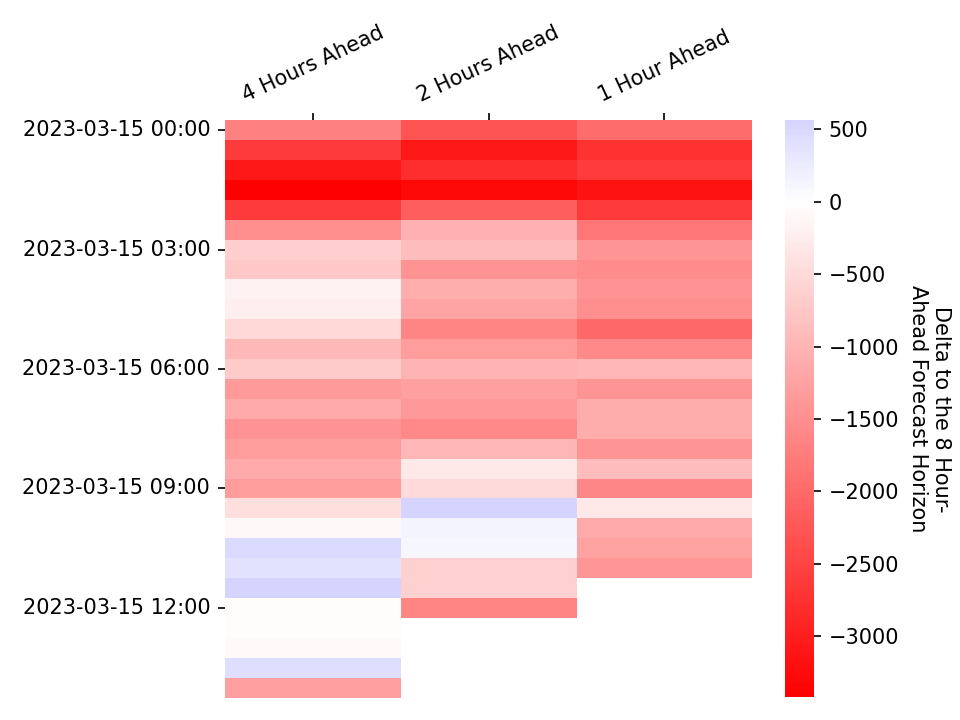 4 Hours Ahead
2 Hours Ahead
1 Hour Ahead
2023-03-15 00:00
2023-03-15 03:00
2023-03-15 06:00
2023-03-15 09:00
2023-03-15 12:00
500
0
−500
−1000
−1500
−2000
−2500
−3000
Delta to the 8 Hour-
Ahead Forecast Horizon